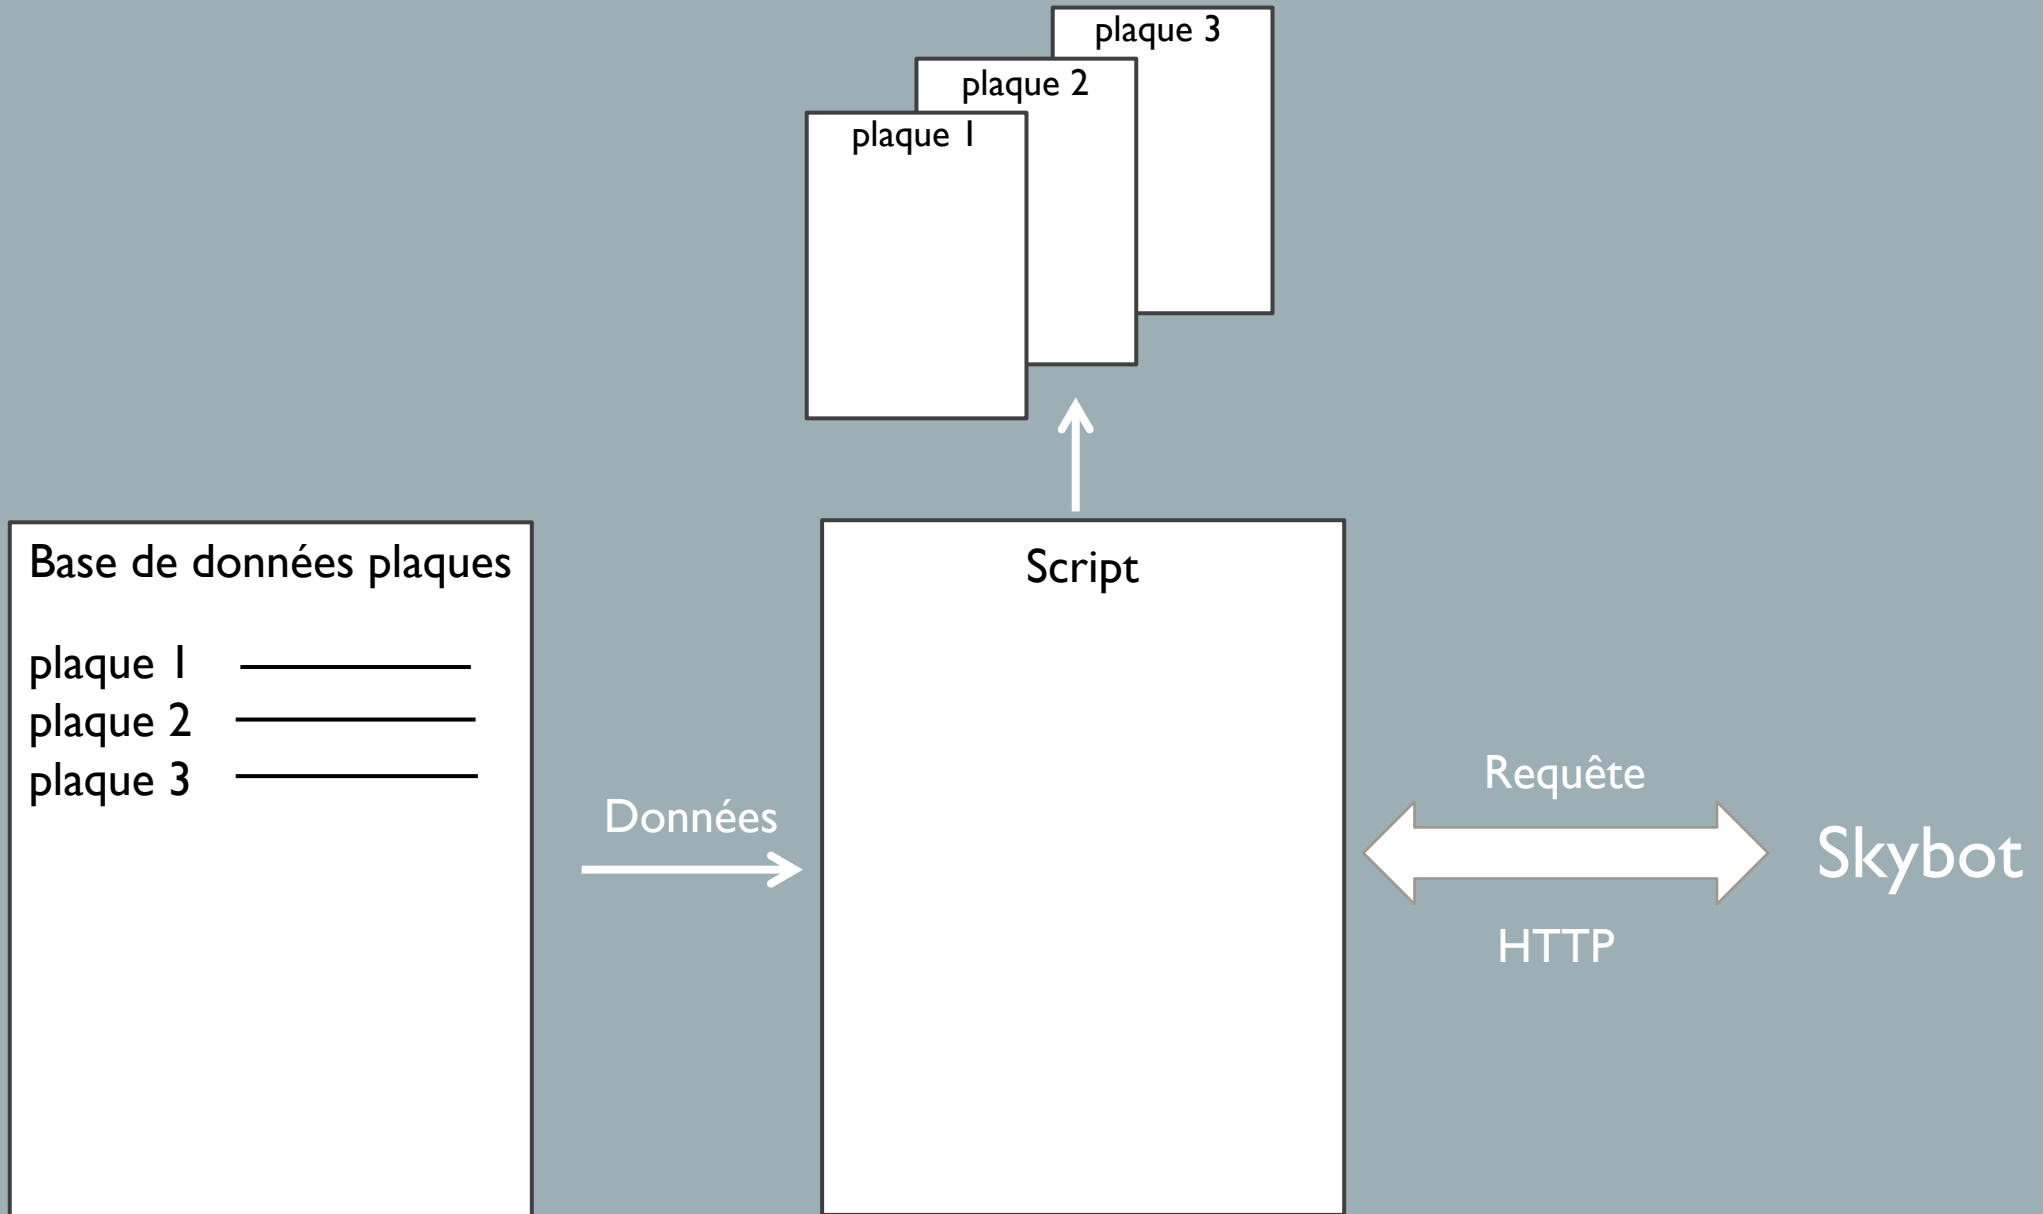 plaque 3
plaque 2
plaque 1
Base de données plaques
plaque 1
plaque 2
plaque 3
Données
Script
Requête
HTTP
Skybot